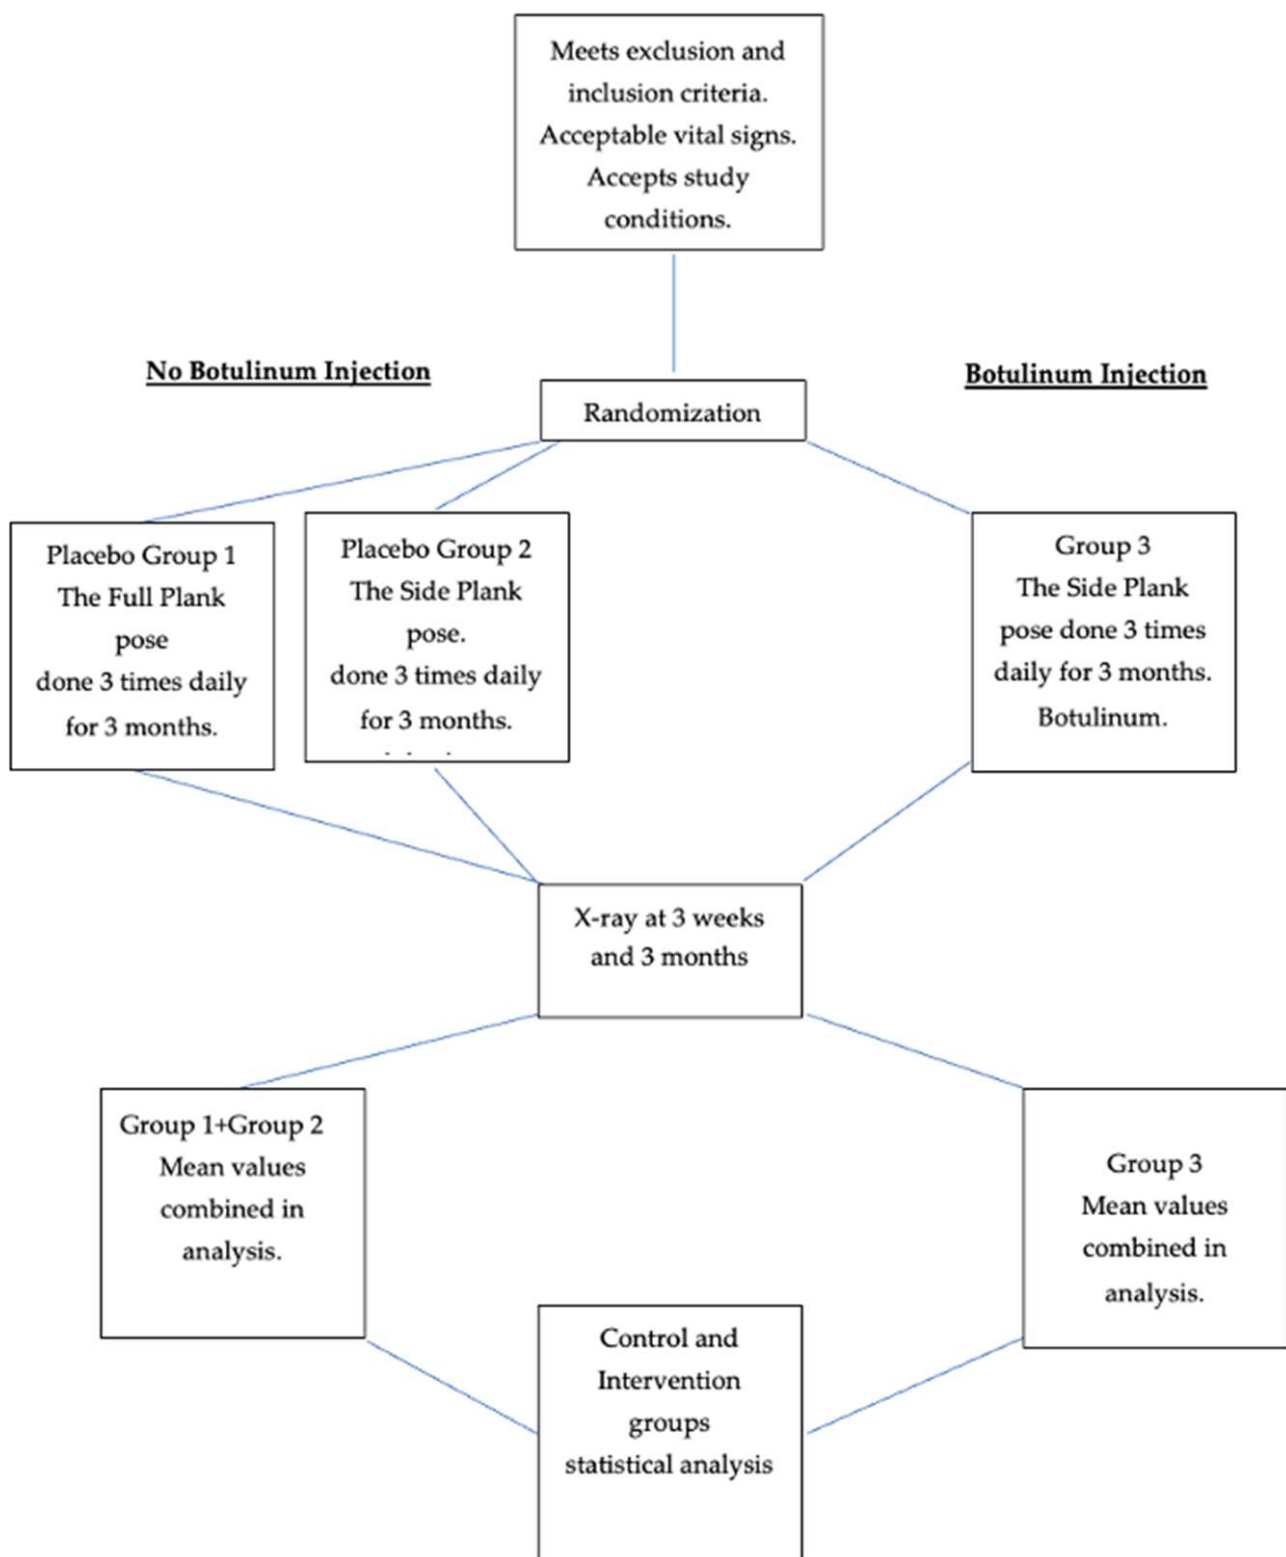 Meets exclusion and
inclusion criteria.
Acceptable vital signs.
Accepts study
conditions.
No Botulinum Injection
Botulinum Injection
Randomization
Placebo Group 1
The Full Plank
pose
done 3 times daily
for 3 months.
Placebo Group 2
The Side Plank
pose.
done 3 times daily
for 3 months.
Group 3
The Side Plank
pose done 3 times
daily for 3 months.
Botulinum.
X-ray at 3 weeks
and 3 months
Group 1+Group 2
Mean values
combined in
analysis.
Group 3
Mean values
combined in
analysis.
Control and
Intervention
groups
statistical analysis